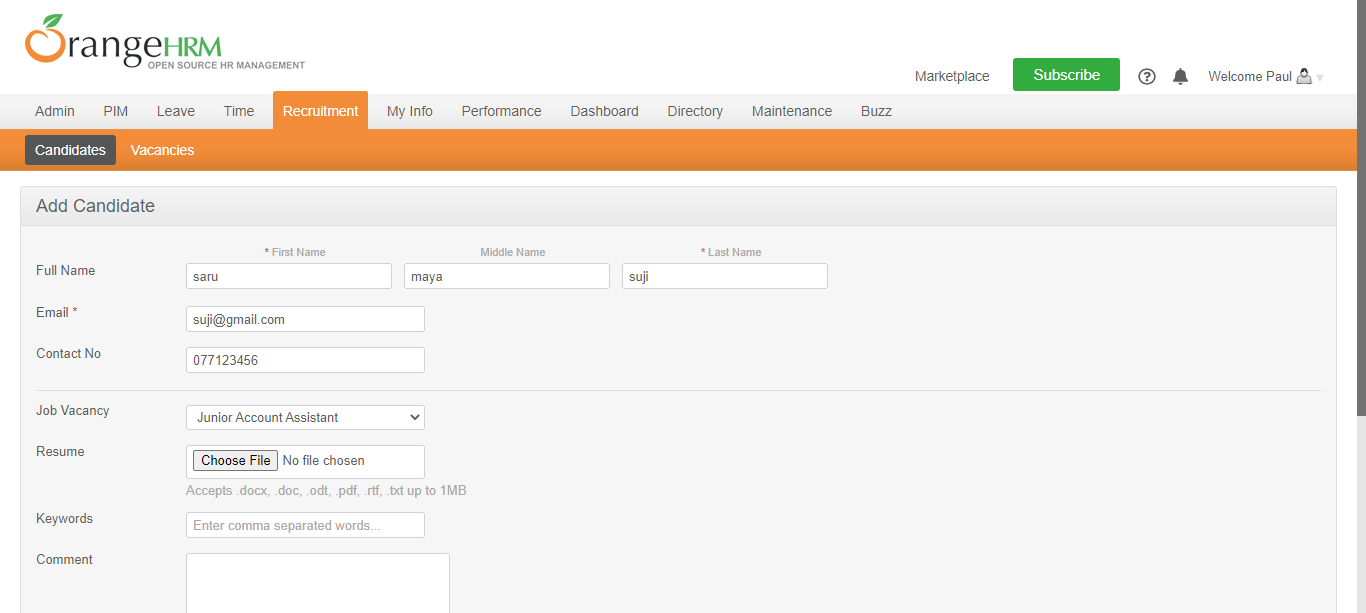 OrangeHRM
OPEN SOURCE HR MANAGEMENT
Marketplace Subscribe ? Welcome Paul
Admin PIM Leave Time Recruitment My Info Performance Dashboard Directory Maintenance Buzz
Candidates Vacancies
Add Candidate
* First Name Middle Name * Last Name
Full Name saru maya suji
Email * suji@gmail.com
Contact No 077123456
Job Vacancy Junior Account Assistant
Resume Choose File No file chosen
Accepts .docx, .doc, .odt, .pdf, .rtf, .txt up to 1MB
Keywords Enter comma separated words...
Comment